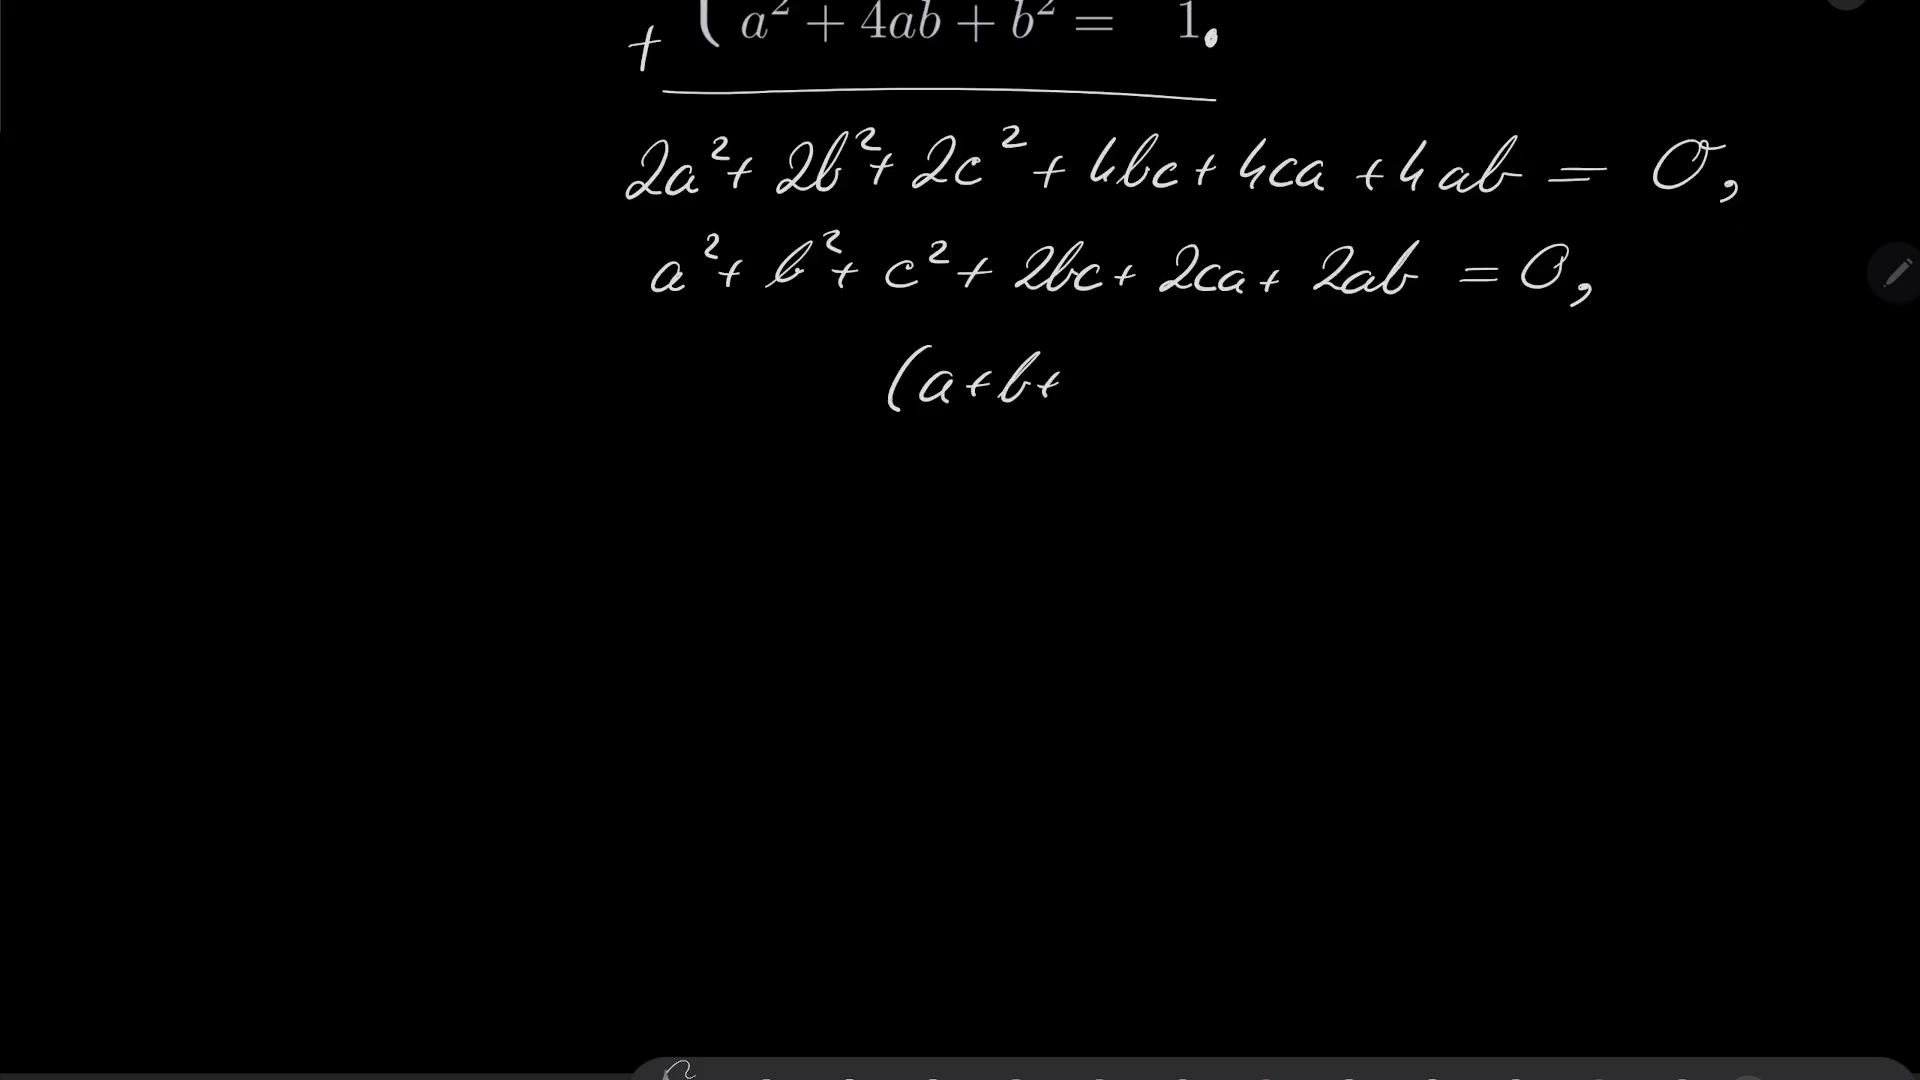 a² + 4ab + b² = 1.
+
2a² + 2b² + 2c² + 4bc + 4ca + 4ab = 0,
a² + b² + c² + 2bc + 2ca + 2ab = 0,
(a+b+